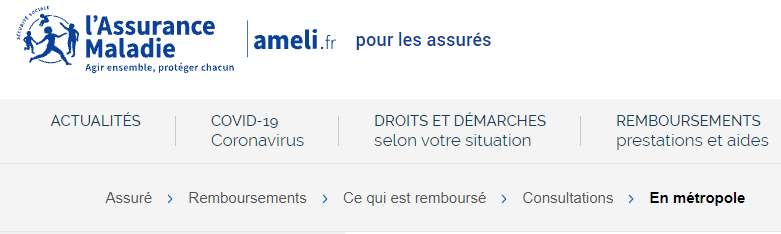 SÉCURITÉ SOCIALE
l'Assurance
Maladie
Agir ensemble, protéger chacun
ameli.fr pour les assurés
ACTUALITÉS
COVID-19
Coronavirus
DROITS ET DÉMARCHES
selon votre situation
REMBOURSEMENTS
prestations et aides
Assuré > Remboursements > Ce qui est remboursé > Consultations > En métropole